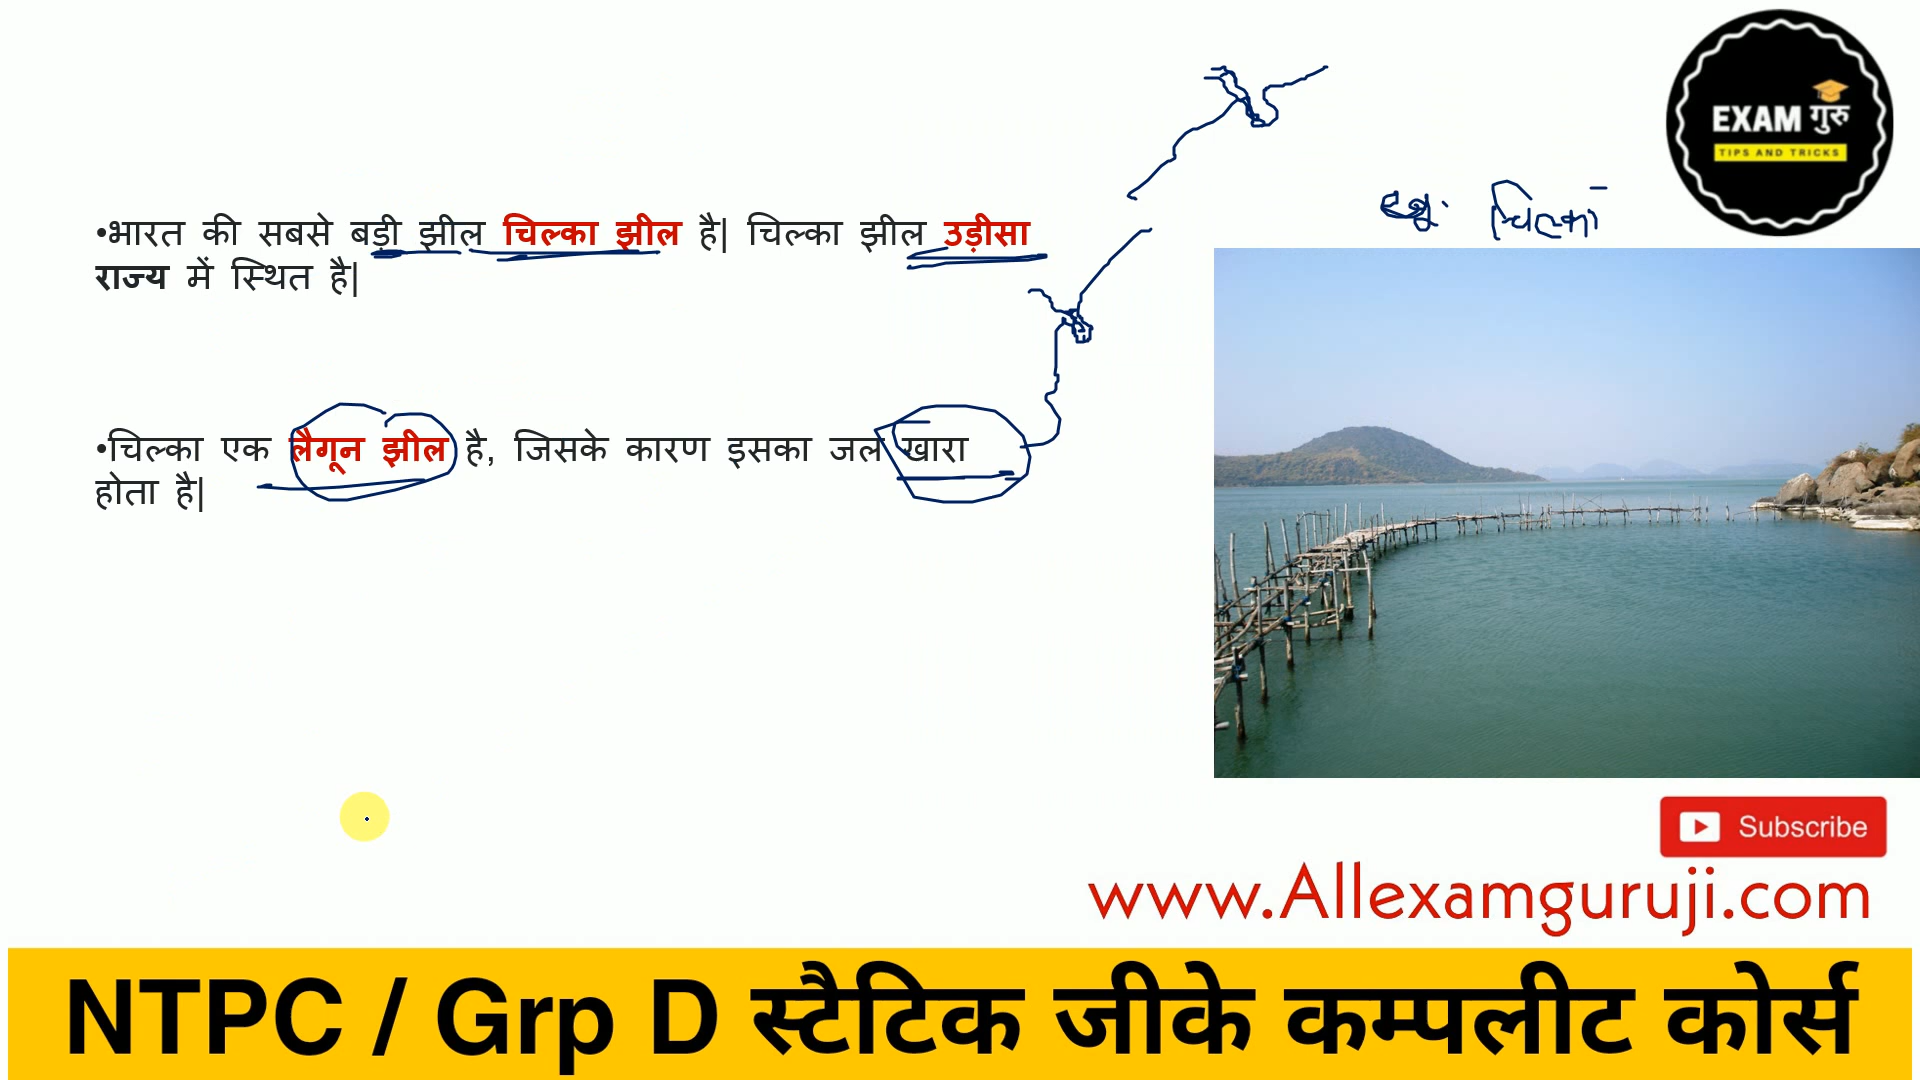 EXAM गुरु
TIPS AND TRICKS
•भारत की सबसे बड़ी झील चिल्का झील है| चिल्का झील उड़ीसा
राज्य में स्थित है|
•चिल्का एक लैगून झील है, जिसके कारण इसका जल खारा
होता है|
Subscribe
www.Allexamguruji.com
NTPC / Grp D स्टैटिक जीके कम्पलीट कोर्स